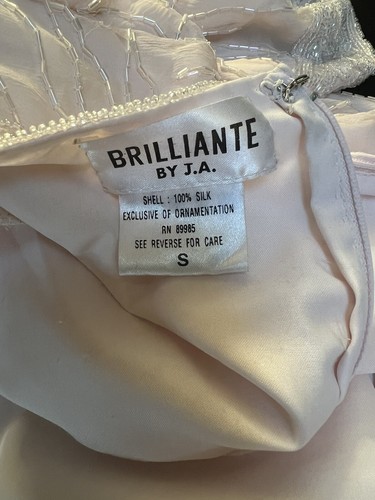 BRILLIANTE
BY J.A.
SHELL : 100% SILK
EXCLUSIVE OF ORNAMENTATION
RN 89985
SEE REVERSE FOR CARE
S